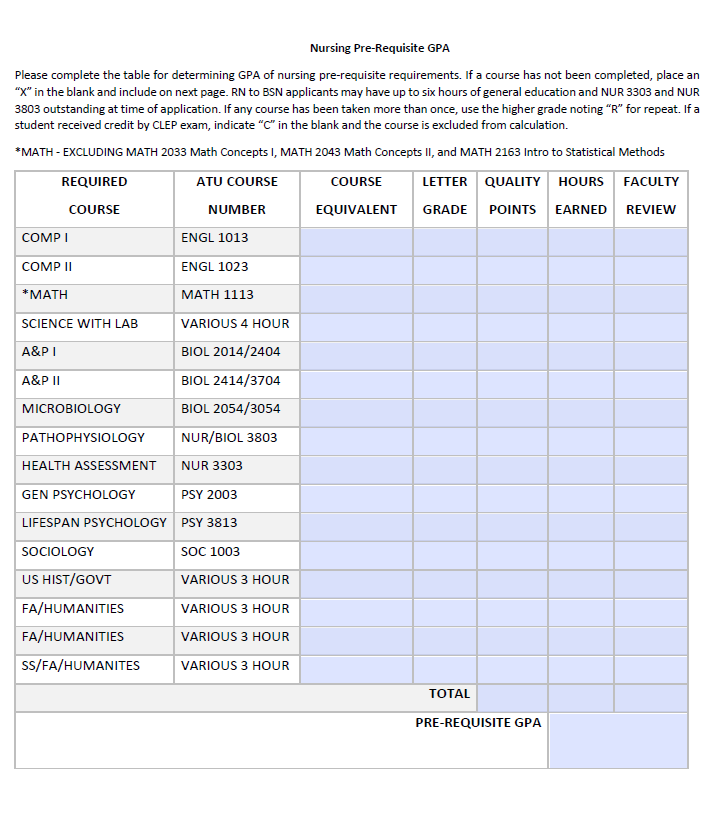 Nursing Pre-Requisite GPA
Please complete the table for determining GPA of nursing pre-requisite requirements. If a course has not been completed, place an
“X” in the blank and include on next page. RN to BSN applicants may have up to six hours of general education and NUR 3303 and NUR
3803 outstanding at time of application. If any course has been taken more than once, use the higher grade noting “R” for repeat. If a
student received credit by CLEP exam, indicate “C” in the blank and the course is excluded from calculation.
*MATH - EXCLUDING MATH 2033 Math Concepts I, MATH 2043 Math Concepts II, and MATH 2163 Intro to Statistical Methods
REQUIRED ATU COURSE COURSE LETTER QUALITY HOURS FACULTY
COURSE NUMBER EQUIVALENT GRADE POINTS EARNED REVIEW
COMP I ENGL 1013
COMP II ENGL 1023
*MATH MATH 1113
SCIENCE WITH LAB VARIOUS 4 HOUR
A&P I BIOL 2014/2404
A&P II BIOL 2414/3704
MICROBIOLOGY BIOL 2054/3054
PATHOPHYSIOLOGY NUR/BIOL 3803
HEALTH ASSESSMENT NUR 3303
GEN PSYCHOLOGY PSY 2003
LIFESPAN PSYCHOLOGY PSY 3813
SOCIOLOGY SOC 1003
US HIST/GOVT VARIOUS 3 HOUR
FA/HUMANITIES VARIOUS 3 HOUR
FA/HUMANITIES VARIOUS 3 HOUR
SS/FA/HUMANITES VARIOUS 3 HOUR
TOTAL
PRE-REQUISITE GPA